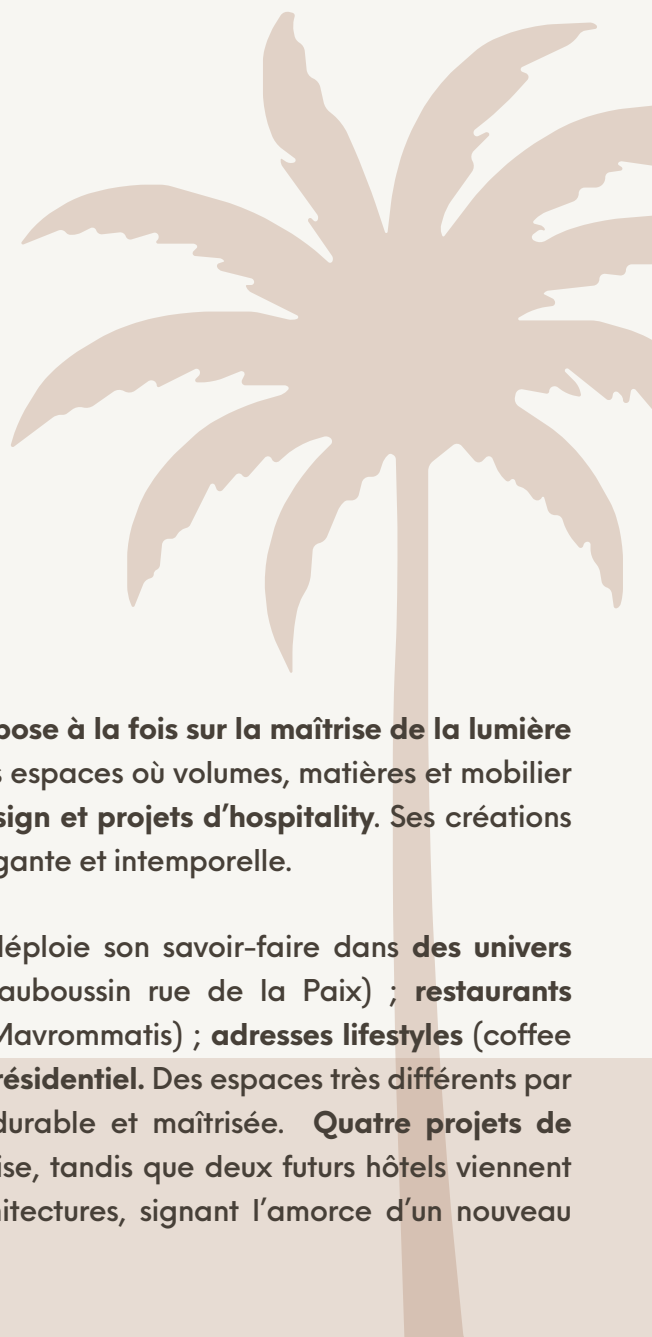 pose à la fois sur la maîtrise de la lumière
s espaces où volumes, matières et mobilier
sign et projets d’hospitality. Ses créations
gante et intemporelle.
déploie son savoir-faire dans des univers
auboussin rue de la Paix) ; restaurants
Mavrommatis) ; adresses lifestyles (coffee
résidentiel. Des espaces très différents par
durable et maîtrisée. Quatre projets de
ise, tandis que deux futurs hôtels viennent
hitectures, signant l’amorce d’un nouveau